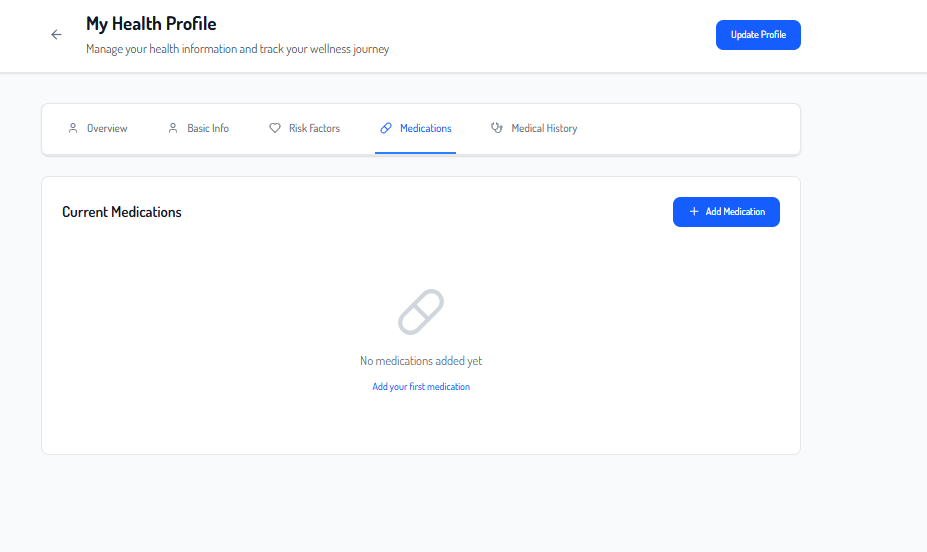 My Health Profile
Manage your health information and track your wellness journey
Update Profile
Overview
Basic Info
Risk Factors
Medications
Medical History
Current Medications
Add Medication
No medications added yet
Add your first medication